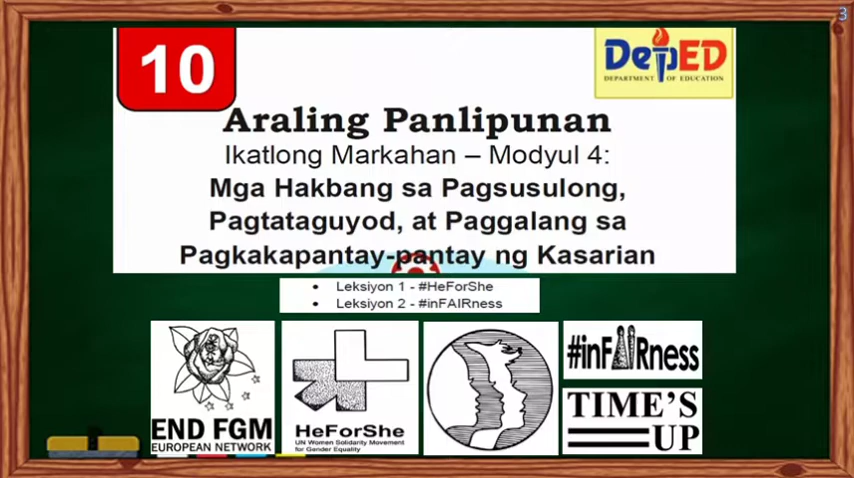 3
10
DepED
DEPARTMENT OF EDUCATION
Araling Panlipunan
Ikatlong Markahan – Modyul 4:
Mga Hakbang sa Pagsusulong,
Pagtataguyod, at Paggalang sa
Pagkakapantay-pantay ng Kasarian
• Leksiyon 1 - #HeForShe
• Leksiyon 2 - #inFAIRness
END FGM
EUROPEAN NETWORK
HeForShe
UN Women Solidarity Movement
for Gender Equality
#inFAIRness
TIME'S
UP